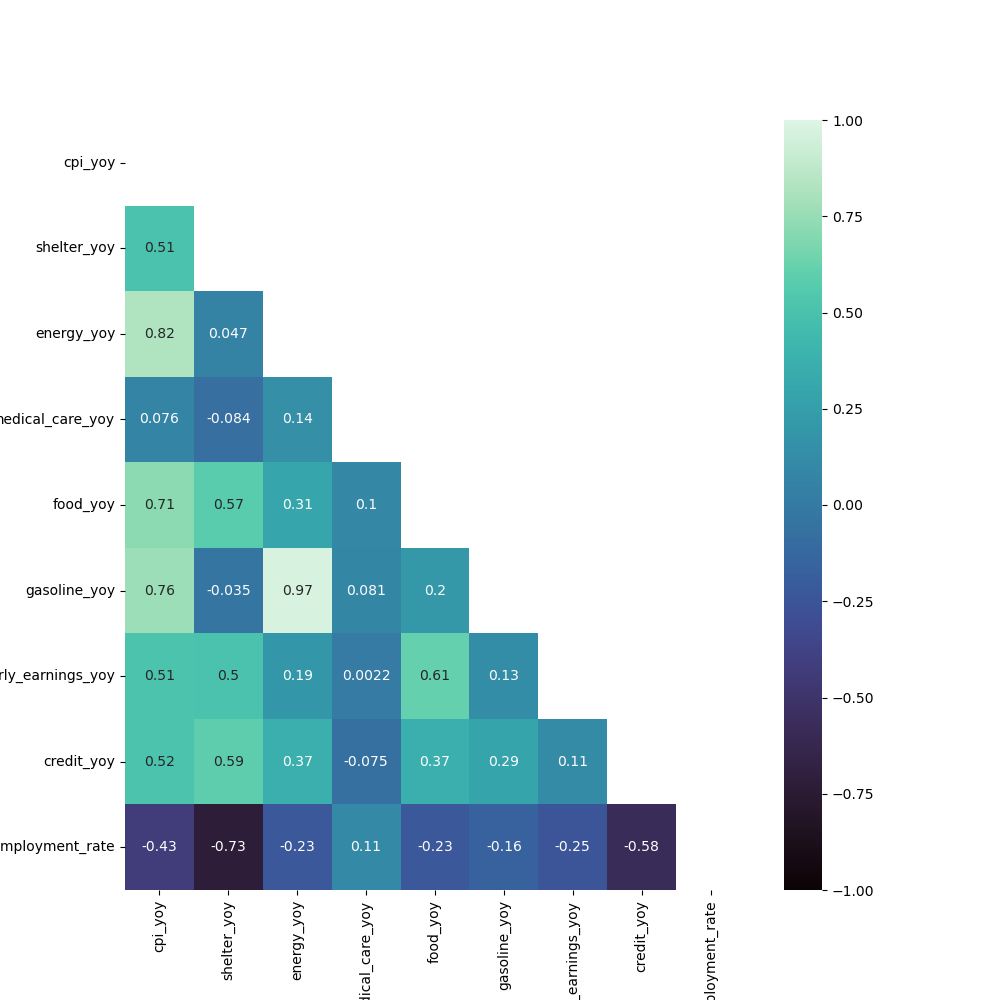 1.00
cpi_yoy
0.75
shelter_yoy 0.51
energy_yoy 0.82 0.047
0.50
medical_care_yoy 0.076 -0.084 0.14
0.25
food_yoy 0.71 0.57 0.31 0.1
0.00
gasoline_yoy 0.76 -0.035 0.97 0.081 0.2
−0.25
rly_earnings_yoy 0.51 0.5 0.19 0.0022 0.61 0.13
−0.50
credit_yoy 0.52 0.59 0.37 -0.075 0.37 0.29 0.11
−0.75
mployment_rate -0.43 -0.73 -0.23 0.11 -0.23 -0.16 -0.25 -0.58
−1.00
cpi_yoy
shelter_yoy
energy_yoy
dical_care_yoy
food_yoy
gasoline_yoy
_earnings_yoy
credit_yoy
ployment_rate